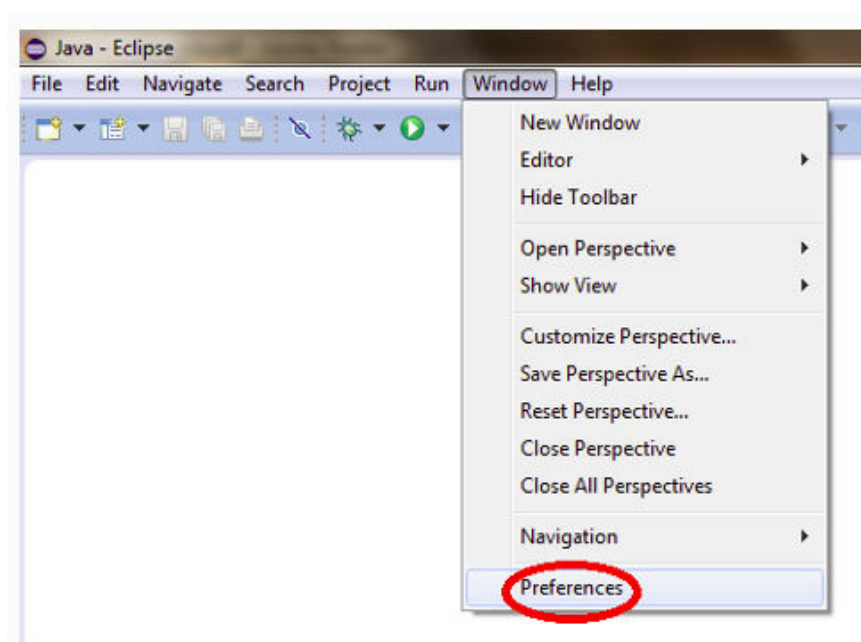 Java - Eclipse
File Edit Navigate Search Project Run Window Help
New Window
Editor
Hide Toolbar
Open Perspective
Show View
Customize Perspective...
Save Perspective As...
Reset Perspective...
Close Perspective
Close All Perspectives
Navigation
Preferences